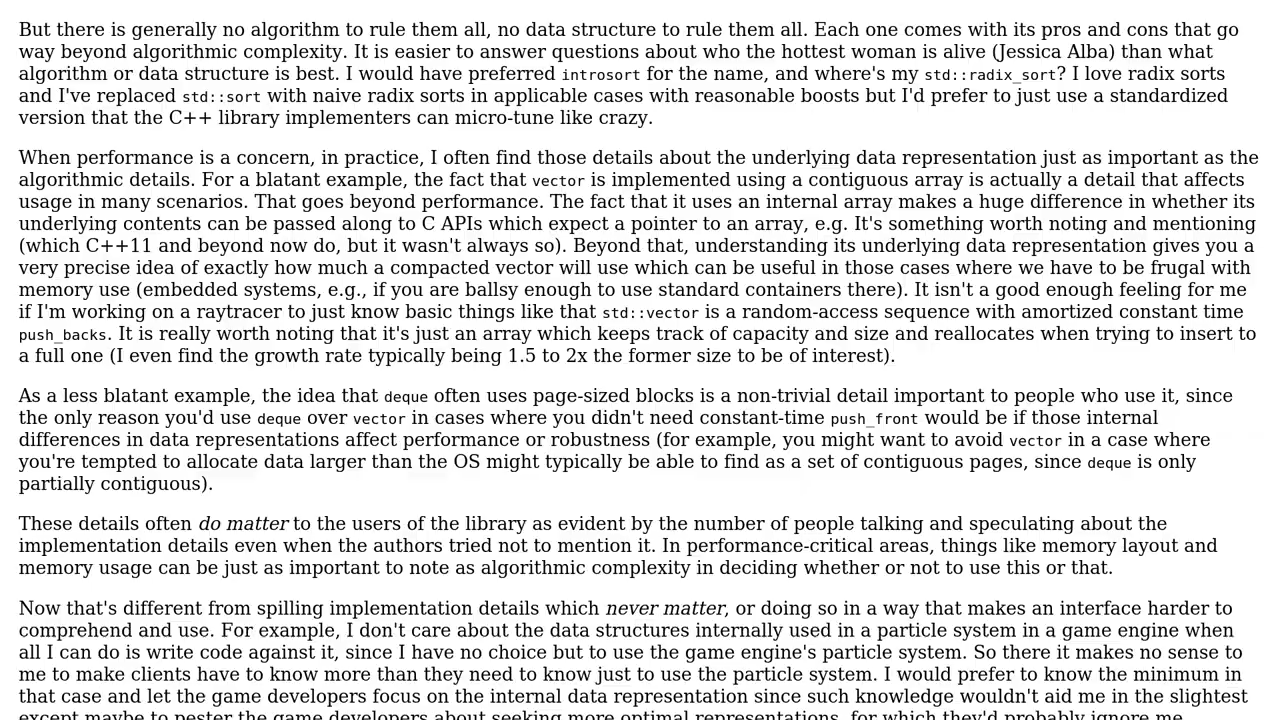 But there is generally no algorithm to rule them all, no data structure to rule them all. Each one comes with its pros and cons that go
way beyond algorithmic complexity. It is easier to answer questions about who the hottest woman is alive (Jessica Alba) than what
algorithm or data structure is best. I would have preferred introsort for the name, and where's my std::radix_sort? I love radix sorts
and I've replaced std::sort with naive radix sorts in applicable cases with reasonable boosts but I'd prefer to just use a standardized
version that the C++ library implementers can micro-tune like crazy.
When performance is a concern, in practice, I often find those details about the underlying data representation just as important as the
algorithmic details. For a blatant example, the fact that vector is implemented using a contiguous array is actually a detail that affects
usage in many scenarios. That goes beyond performance. The fact that it uses an internal array makes a huge difference in whether its
underlying contents can be passed along to C APIs which expect a pointer to an array, e.g. It's something worth noting and mentioning
(which C++11 and beyond now do, but it wasn't always so). Beyond that, understanding its underlying data representation gives you a
very precise idea of exactly how much a compacted vector will use which can be useful in those cases where we have to be frugal with
memory use (embedded systems, e.g., if you are ballsy enough to use standard containers there). It isn't a good enough feeling for me
if I'm working on a raytracer to just know basic things like that std::vector is a random-access sequence with amortized constant time
push_backs. It is really worth noting that it's just an array which keeps track of capacity and size and reallocates when trying to insert to
a full one (I even find the growth rate typically being 1.5 to 2x the former size to be of interest).
As a less blatant example, the idea that deque often uses page-sized blocks is a non-trivial detail important to people who use it, since
the only reason you'd use deque over vector in cases where you didn't need constant-time push_front would be if those internal
differences in data representations affect performance or robustness (for example, you might want to avoid vector in a case where
you're tempted to allocate data larger than the OS might typically be able to find as a set of contiguous pages, since deque is only
partially contiguous).
These details often do matter to the users of the library as evident by the number of people talking and speculating about the
implementation details even when the authors tried not to mention it. In performance-critical areas, things like memory layout and
memory usage can be just as important to note as algorithmic complexity in deciding whether or not to use this or that.
Now that's different from spilling implementation details which never matter, or doing so in a way that makes an interface harder to
comprehend and use. For example, I don't care about the data structures internally used in a particle system in a game engine when
all I can do is write code against it, since I have no choice but to use the game engine's particle system. So there it makes no sense to
me to make clients have to know more than they need to know just to use the particle system. I would prefer to know the minimum in
that case and let the game developers focus on the internal data representation since such knowledge wouldn't aid me in the slightest
except maybe to pester the game developers about seeking more optimal representations, for which they'd probably ignore me.